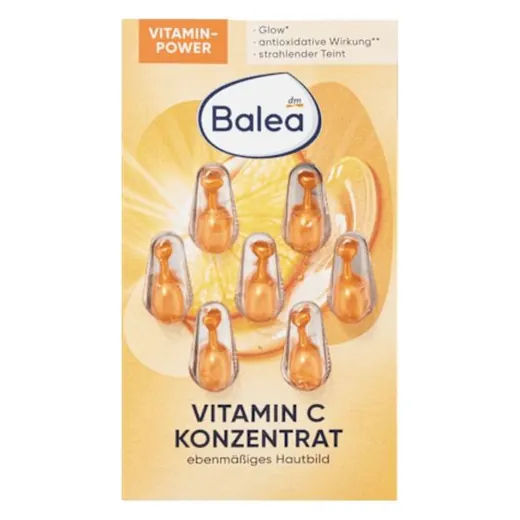 VITAMIN-
POWER
· Glow*
· antioxidative Wirkung**
· strahlender Teint
dm
Balea
VITAMIN C
KONZENTRAT
ebenmäßiges Hautbild